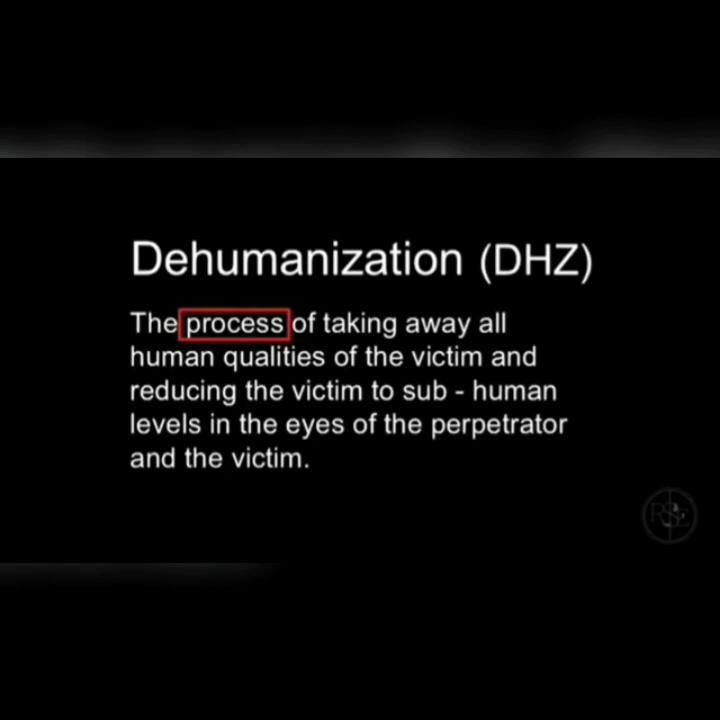 Dehumanization (DHZ)
The process of taking away all
human qualities of the victim and
reducing the victim to sub - human
levels in the eyes of the perpetrator
and the victim.